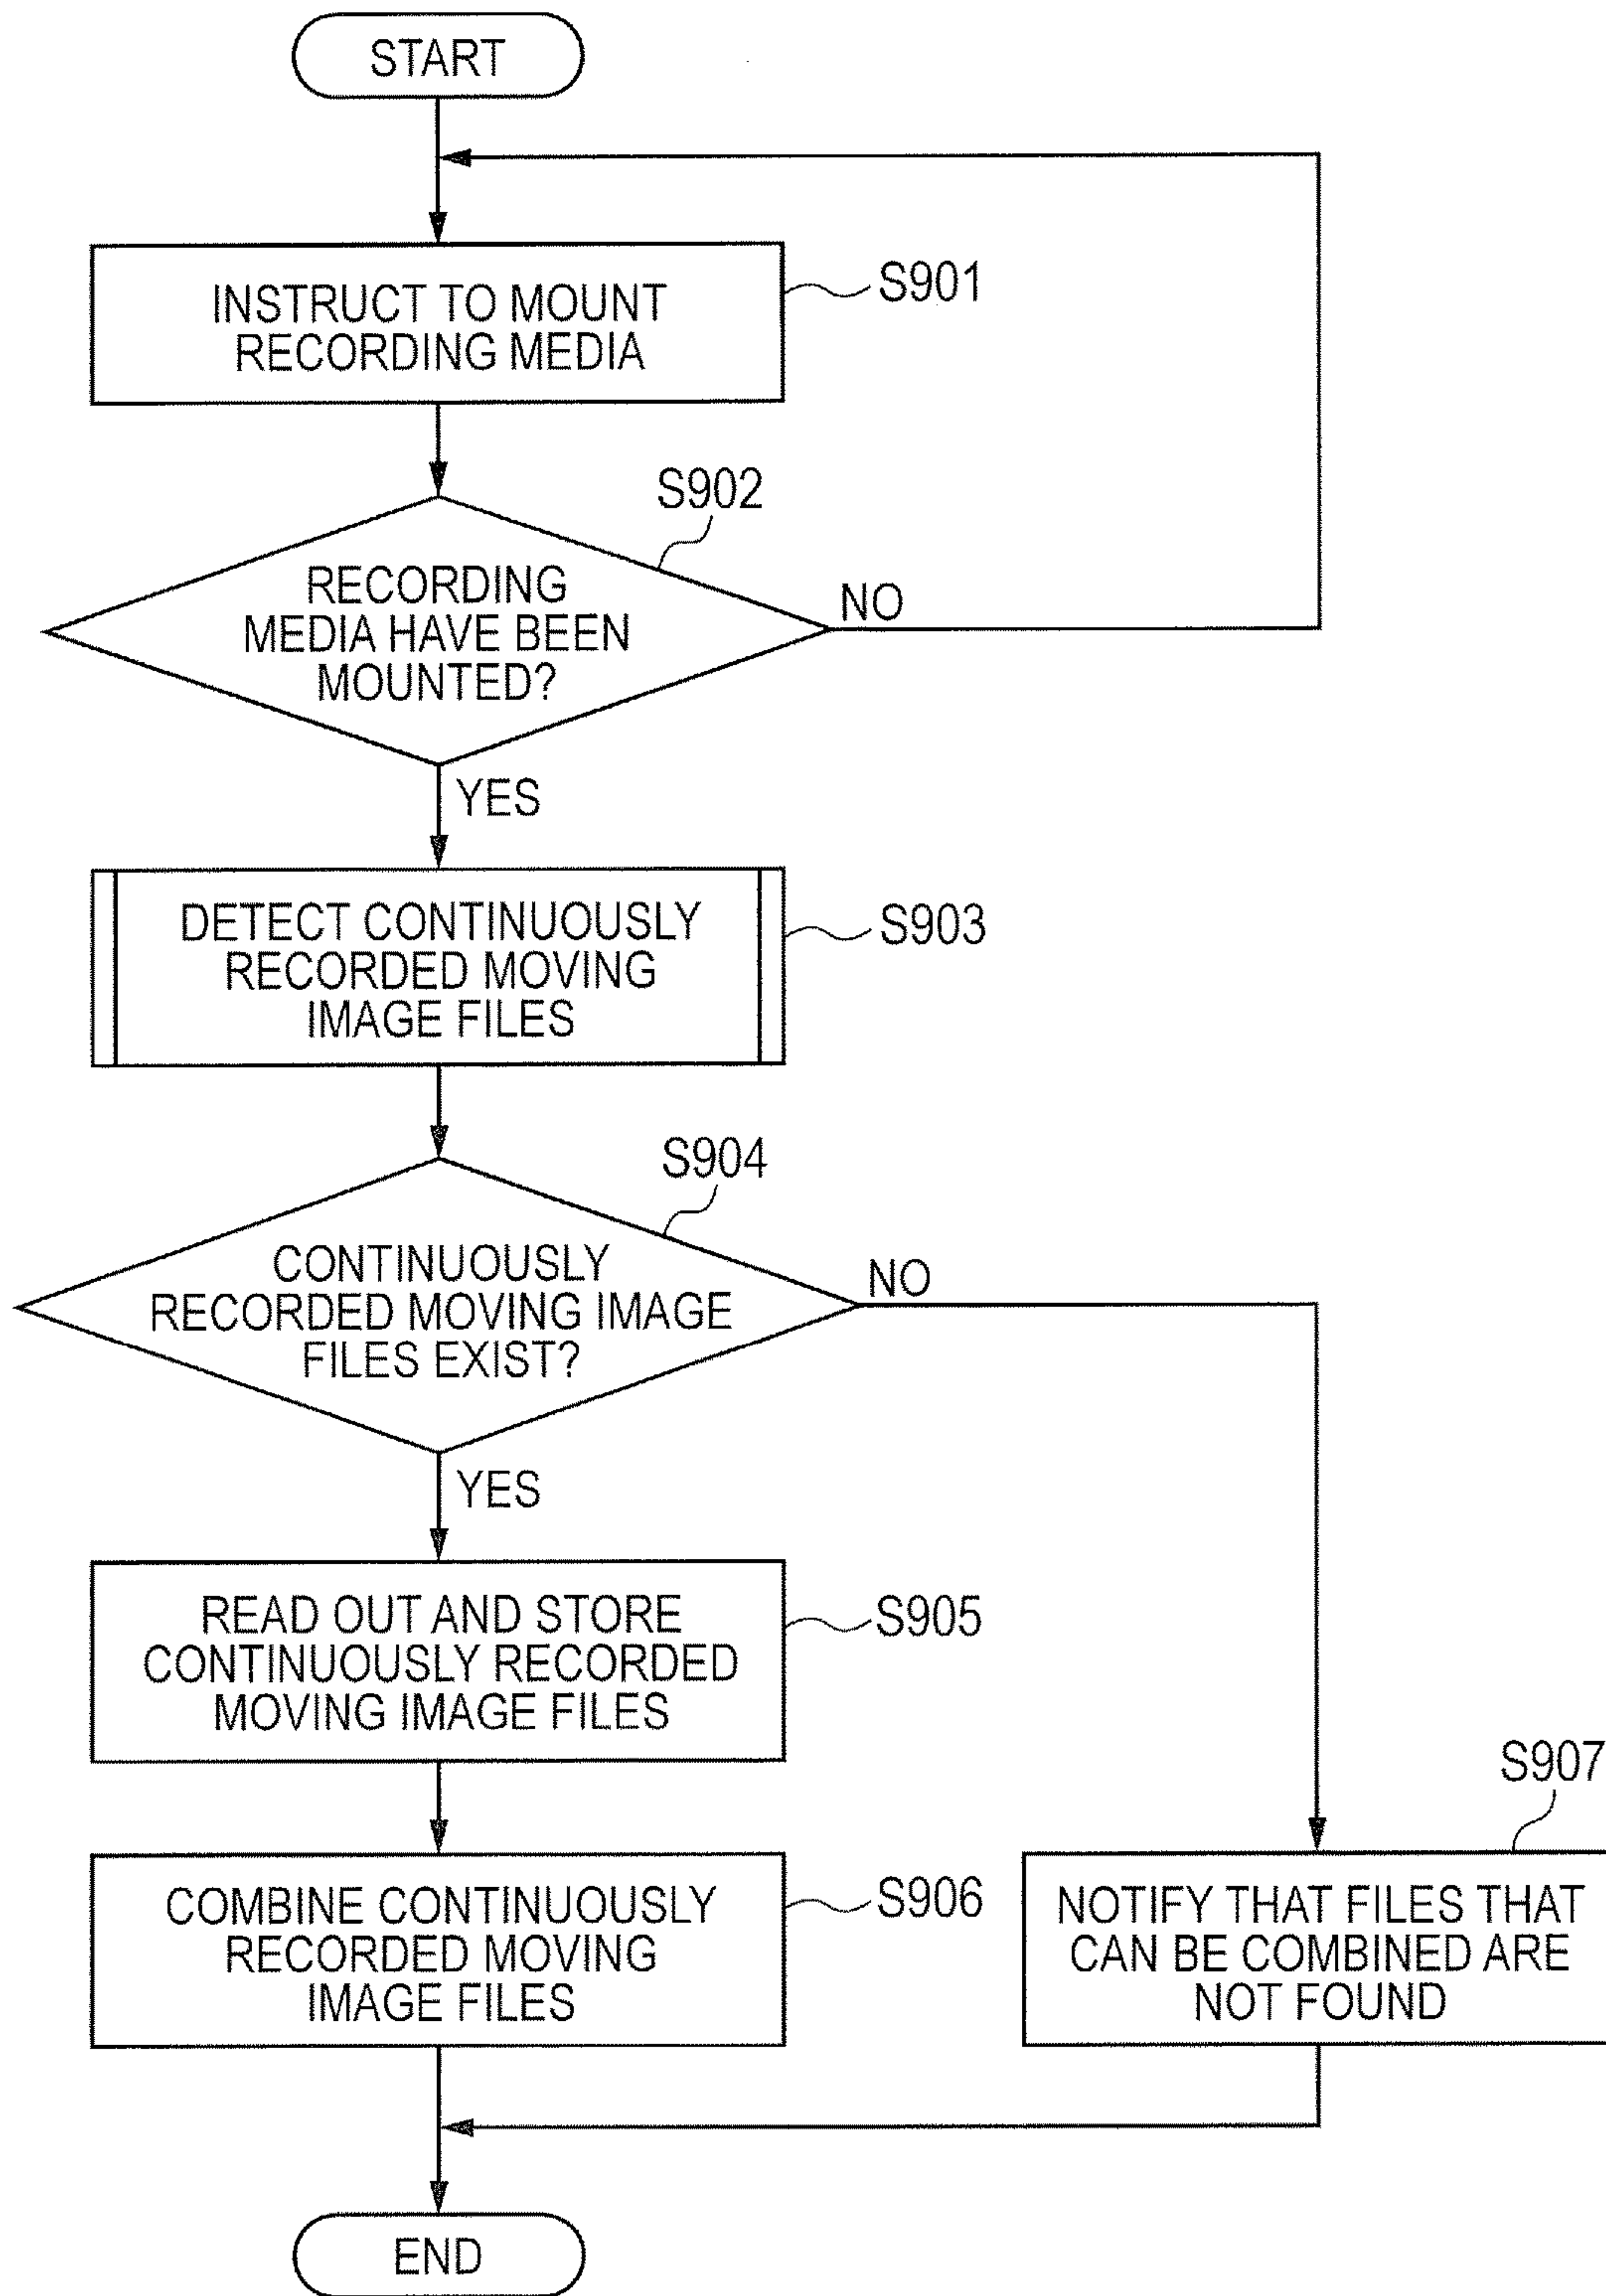 START
INSTRUCT TO MOUNT
RECORDING MEDIA
S901
S902
RECORDING
MEDIA HAVE BEEN
MOUNTED?
NO
YES
DETECT CONTINUOUSLY
RECORDED MOVING
IMAGE FILES
S903
S904
CONTINUOUSLY
RECORDED MOVING IMAGE
FILES EXIST?
NO
YES
READ OUT AND STORE
CONTINUOUSLY RECORDED
MOVING IMAGE FILES
S905
COMBINE CONTINUOUSLY
RECORDED MOVING
IMAGE FILES
S906
S907
NOTIFY THAT FILES THAT
CAN BE COMBINED ARE
NOT FOUND
END